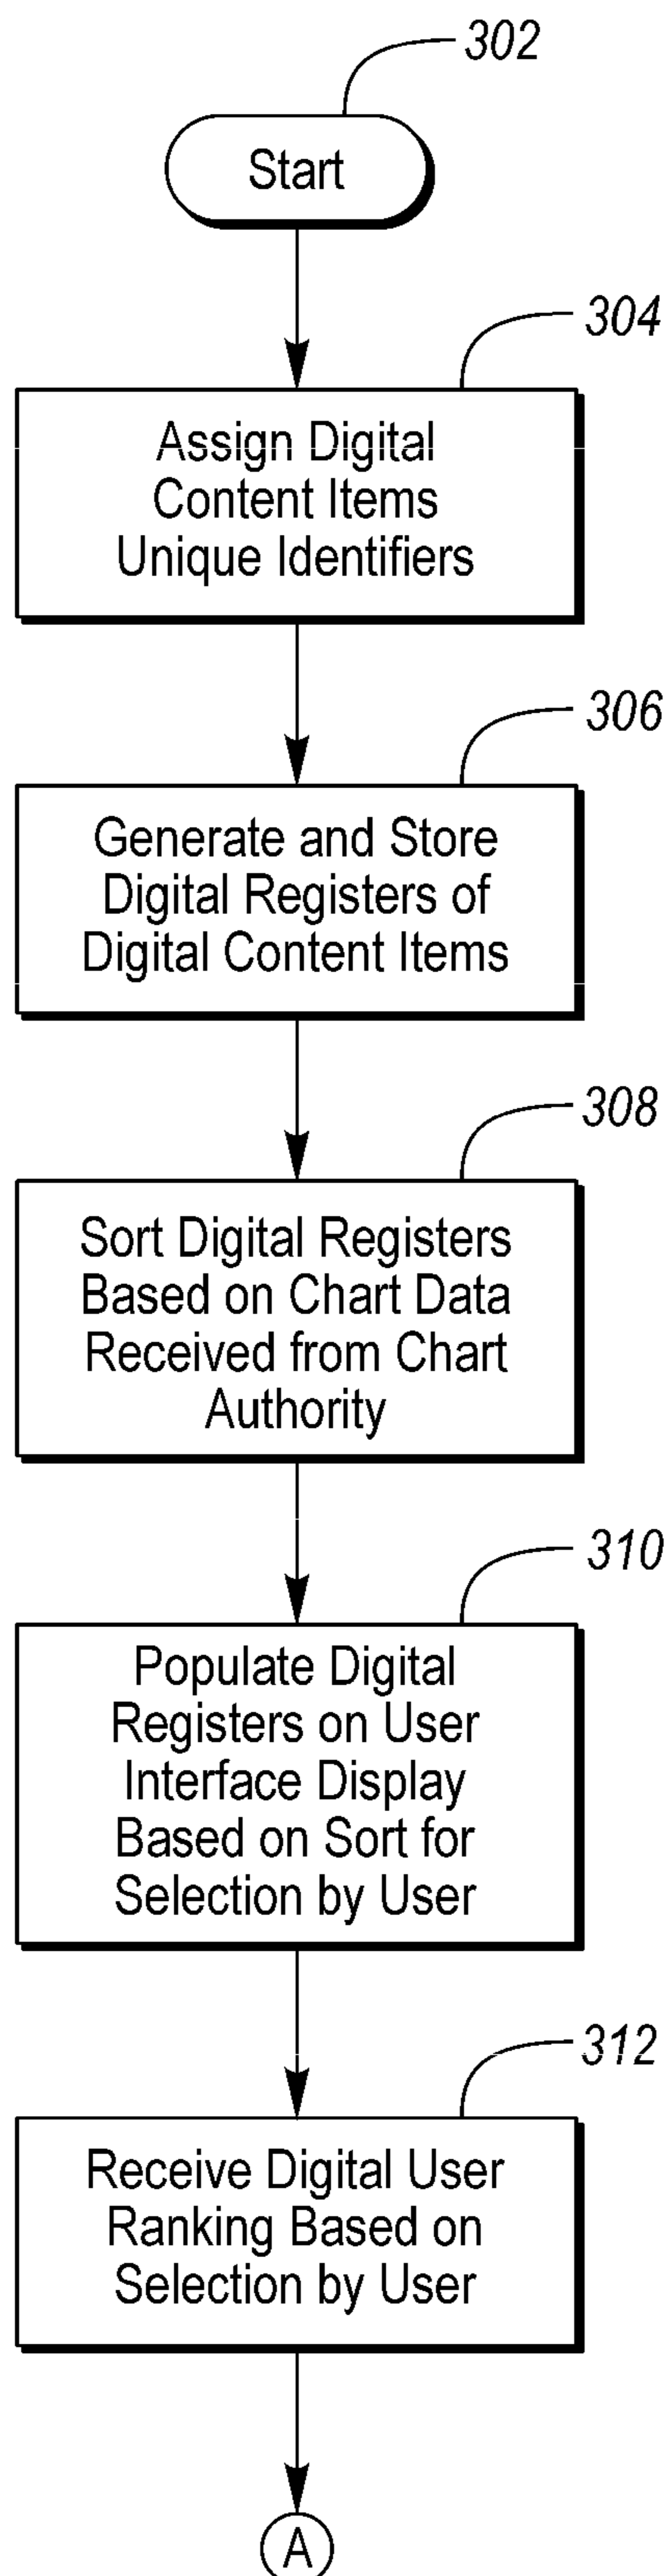 302
Start
304
Assign Digital
Content Items
Unique Identifiers
306
Generate and Store
Digital Registers of
Digital Content Items
308
Sort Digital Registers
Based on Chart Data
Received from Chart
Authority
310
Populate Digital
Registers on User
Interface Display
Based on Sort for
Selection by User
312
Receive Digital User
Ranking Based on
Selection by User
A